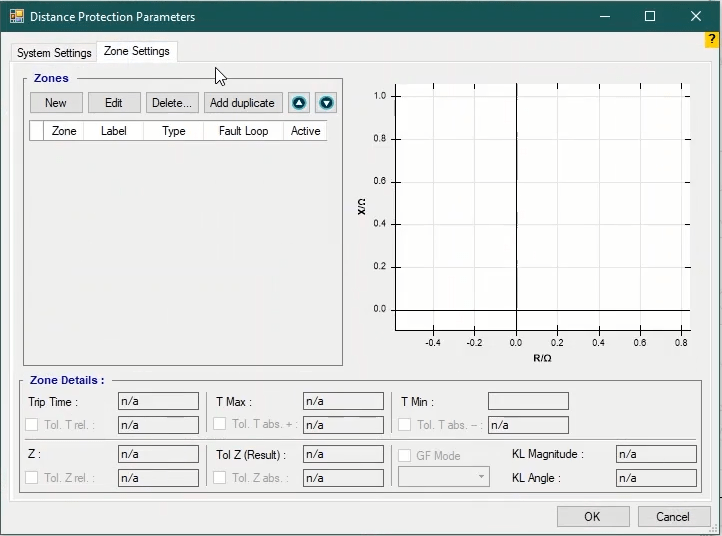 Distance Protection Parameters
?
System Settings Zone Settings
Zones
New Edit Delete... Add duplicate
Zone Label Type Fault Loop Active
1.0
0.8
0.6
0.4
0.2
0.0
X/Ω
-0.4 -0.2 0.0 0.2 0.4 0.6 0.8
R/Ω
Zone Details :
Trip Time : n/a T Max : n/a T Min :
Tol. T rel. : n/a Tol. T abs. + : n/a Tol. T abs. – : n/a
Z : n/a Tol Z (Result) : n/a GF Mode KL Magnitude : n/a
Tol. Z rel. : n/a Tol. Z abs. : n/a KL Angle : n/a
OK Cancel